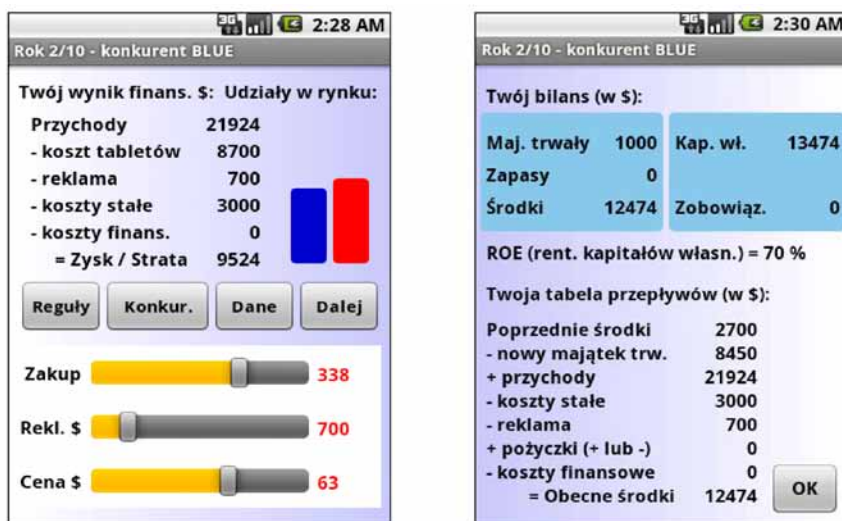 3G 2:28 AM
Rok 2/10 - konkurent BLUE
Twój wynik finans. $: Udziały w rynku:
Przychody 21924
- koszt tabletów 8700
- reklama 700
- koszty stałe 3000
- koszty finans. 0
= Zysk / Strata 9524
Reguły Konkur. Dane Dalej
Zakup 338
Rekl. $ 700
Cena $ 63
3G 2:30 AM
Rok 2/10 - konkurent BLUE
Twój bilans (w $):
Maj. trwały 1000 Kap. wł. 13474
Zapasy 0
Środki 12474 Zobowiąz. 0
ROE (rent. kapitałów własn.) = 70 %
Twoja tabela przepływów (w $):
Poprzednie środki 2700
- nowy majątek trw. 8450
+ przychody 21924
- koszty stałe 3000
- reklama 700
+ pożyczki (+ lub -) 0
- koszty finansowe 0
= Obecne środki 12474
OK